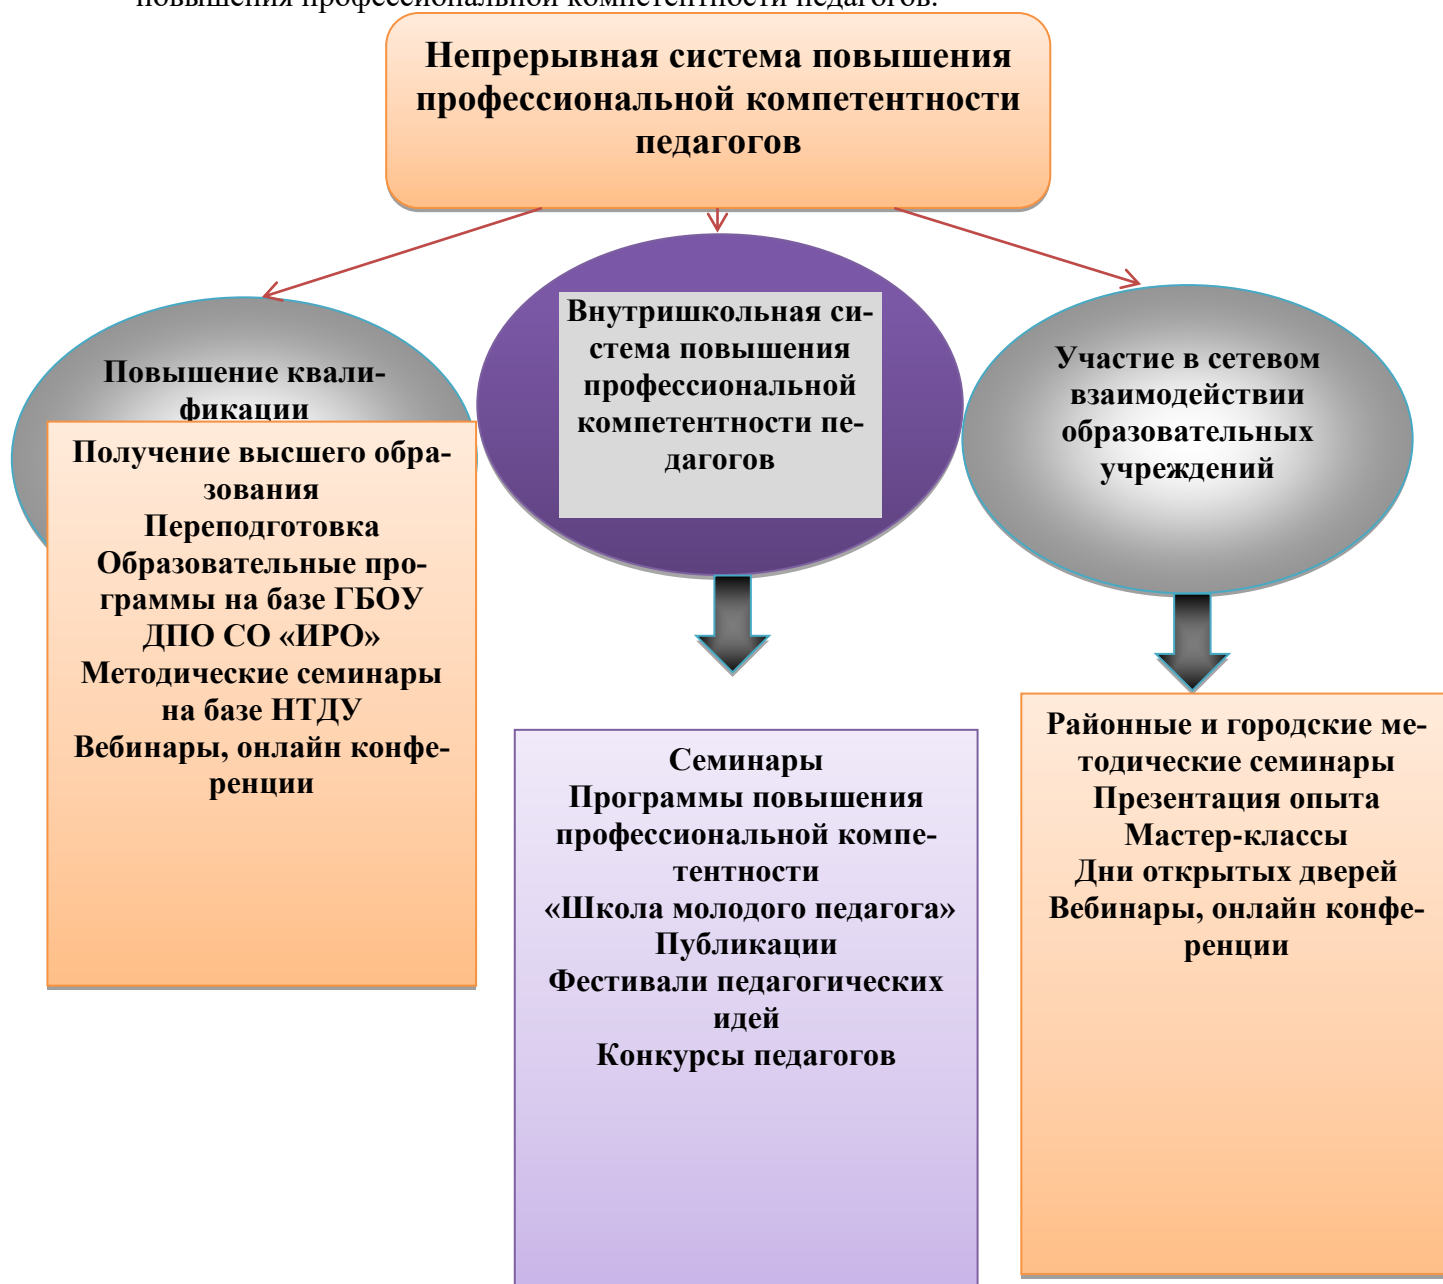 повышения профессиональной компетентности педагогов.
Непрерывная система повышения
профессиональной компетентности
педагогов
Повышение квали-
фикации
Получение высшего обра-
зования
Переподготовка
Образовательные про-
граммы на базе ГБОУ
ДПО СО «ИРО»
Методические семинары
на базе НТДУ
Вебинары, онлайн конфе-
ренции
Внутришкольная си-
стема повышения
профессиональной
компетентности пе-
дагогов
Семинары
Программы повышения
профессиональной компе-
тентности
«Школа молодого педагога»
Публикации
Фестивали педагогических
идей
Конкурсы педагогов
Участие в сетевом
взаимодействии
образовательных
учреждений
Районные и городские ме-
тодические семинары
Презентация опыта
Мастер-классы
Дни открытых дверей
Вебинары, онлайн конфе-
ренции